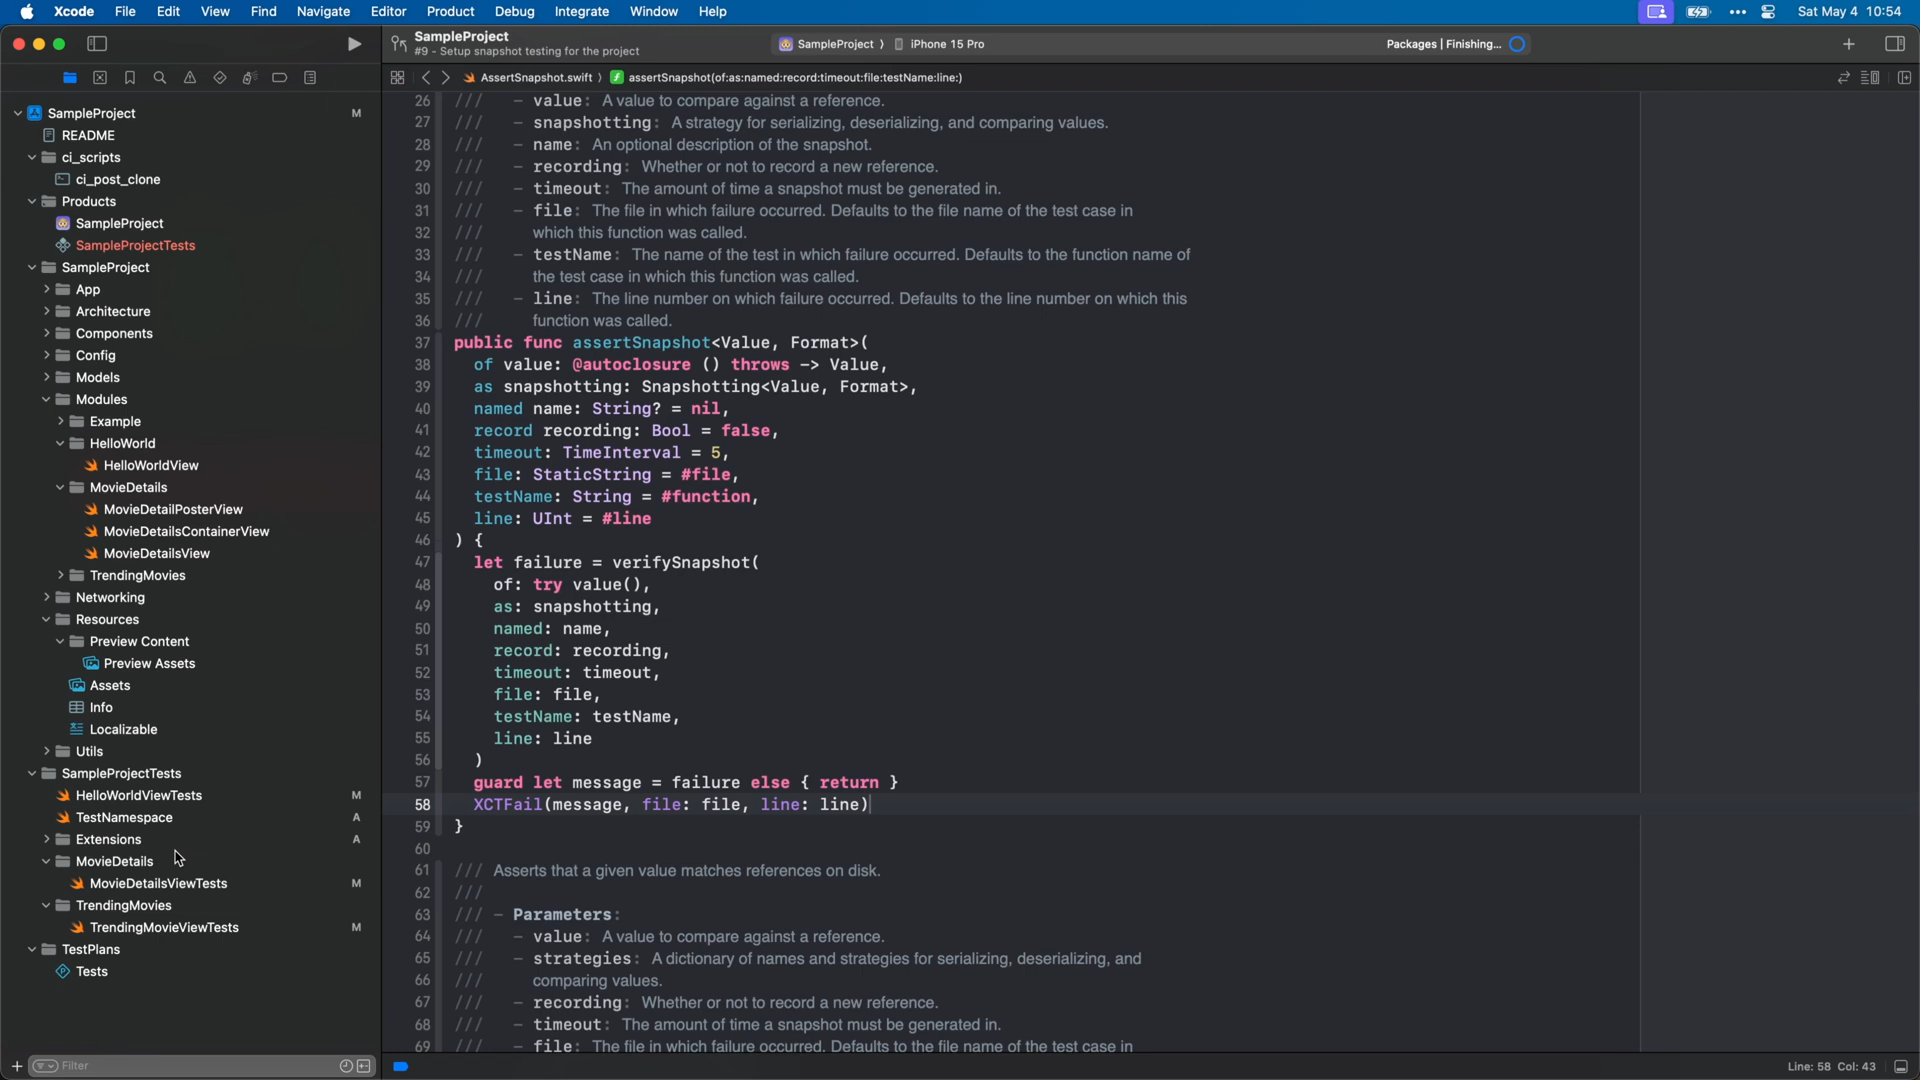 Xcode File Edit View Find Navigate Editor Product Debug Integrate Window Help
Sat May 4 10:54
SampleProject
#9 - Setup snapshot testing for the project
SampleProject ⟩ iPhone 15 Pro
Packages | Finishing...
AssertSnapshot.swift ⟩ assertSnapshot(of:as:named:record:timeout:file:testName:line:)
SampleProject M
README
ci_scripts
ci_post_clone
Products
SampleProject
SampleProjectTests
SampleProject
App
Architecture
Components
Config
Models
Modules
Example
HelloWorld
HelloWorldView
MovieDetails
MovieDetailPosterView
MovieDetailsContainerView
MovieDetailsView
TrendingMovies
Networking
Resources
Preview Content
Preview Assets
Assets
Info
Localizable
Utils
SampleProjectTests
HelloWorldViewTests M
TestNamespace A
Extensions A
MovieDetails
MovieDetailsViewTests M
TrendingMovies
TrendingMovieViewTests M
TestPlans
Tests
Filter
26 /// - value: A value to compare against a reference.
27 /// - snapshotting: A strategy for serializing, deserializing, and comparing values.
28 /// - name: An optional description of the snapshot.
29 /// - recording: Whether or not to record a new reference.
30 /// - timeout: The amount of time a snapshot must be generated in.
31 /// - file: The file in which failure occurred. Defaults to the file name of the test case in
32 /// which this function was called.
33 /// - testName: The name of the test in which failure occurred. Defaults to the function name of
34 /// the test case in which this function was called.
35 /// - line: The line number on which failure occurred. Defaults to the line number on which this
36 /// function was called.
37 public func assertSnapshot<Value, Format>(
38 of value: @autoclosure () throws -> Value,
39 as snapshotting: Snapshotting<Value, Format>,
40 named name: String? = nil,
41 record recording: Bool = false,
42 timeout: TimeInterval = 5,
43 file: StaticString = #file,
44 testName: String = #function,
45 line: UInt = #line
46 ) {
47 let failure = verifySnapshot(
48 of: try value(),
49 as: snapshotting,
50 named: name,
51 record: recording,
52 timeout: timeout,
53 file: file,
54 testName: testName,
55 line: line
56 )
57 guard let message = failure else { return }
58 XCTFail(message, file: file, line: line)
59 }
60
61 /// Asserts that a given value matches references on disk.
62 ///
63 /// - Parameters:
64 /// - value: A value to compare against a reference.
65 /// - strategies: A dictionary of names and strategies for serializing, deserializing, and
66 /// comparing values.
67 /// - recording: Whether or not to record a new reference.
68 /// - timeout: The amount of time a snapshot must be generated in.
69 /// - file: The file in which failure occurred. Defaults to the file name of the test case in
Line: 58 Col: 43